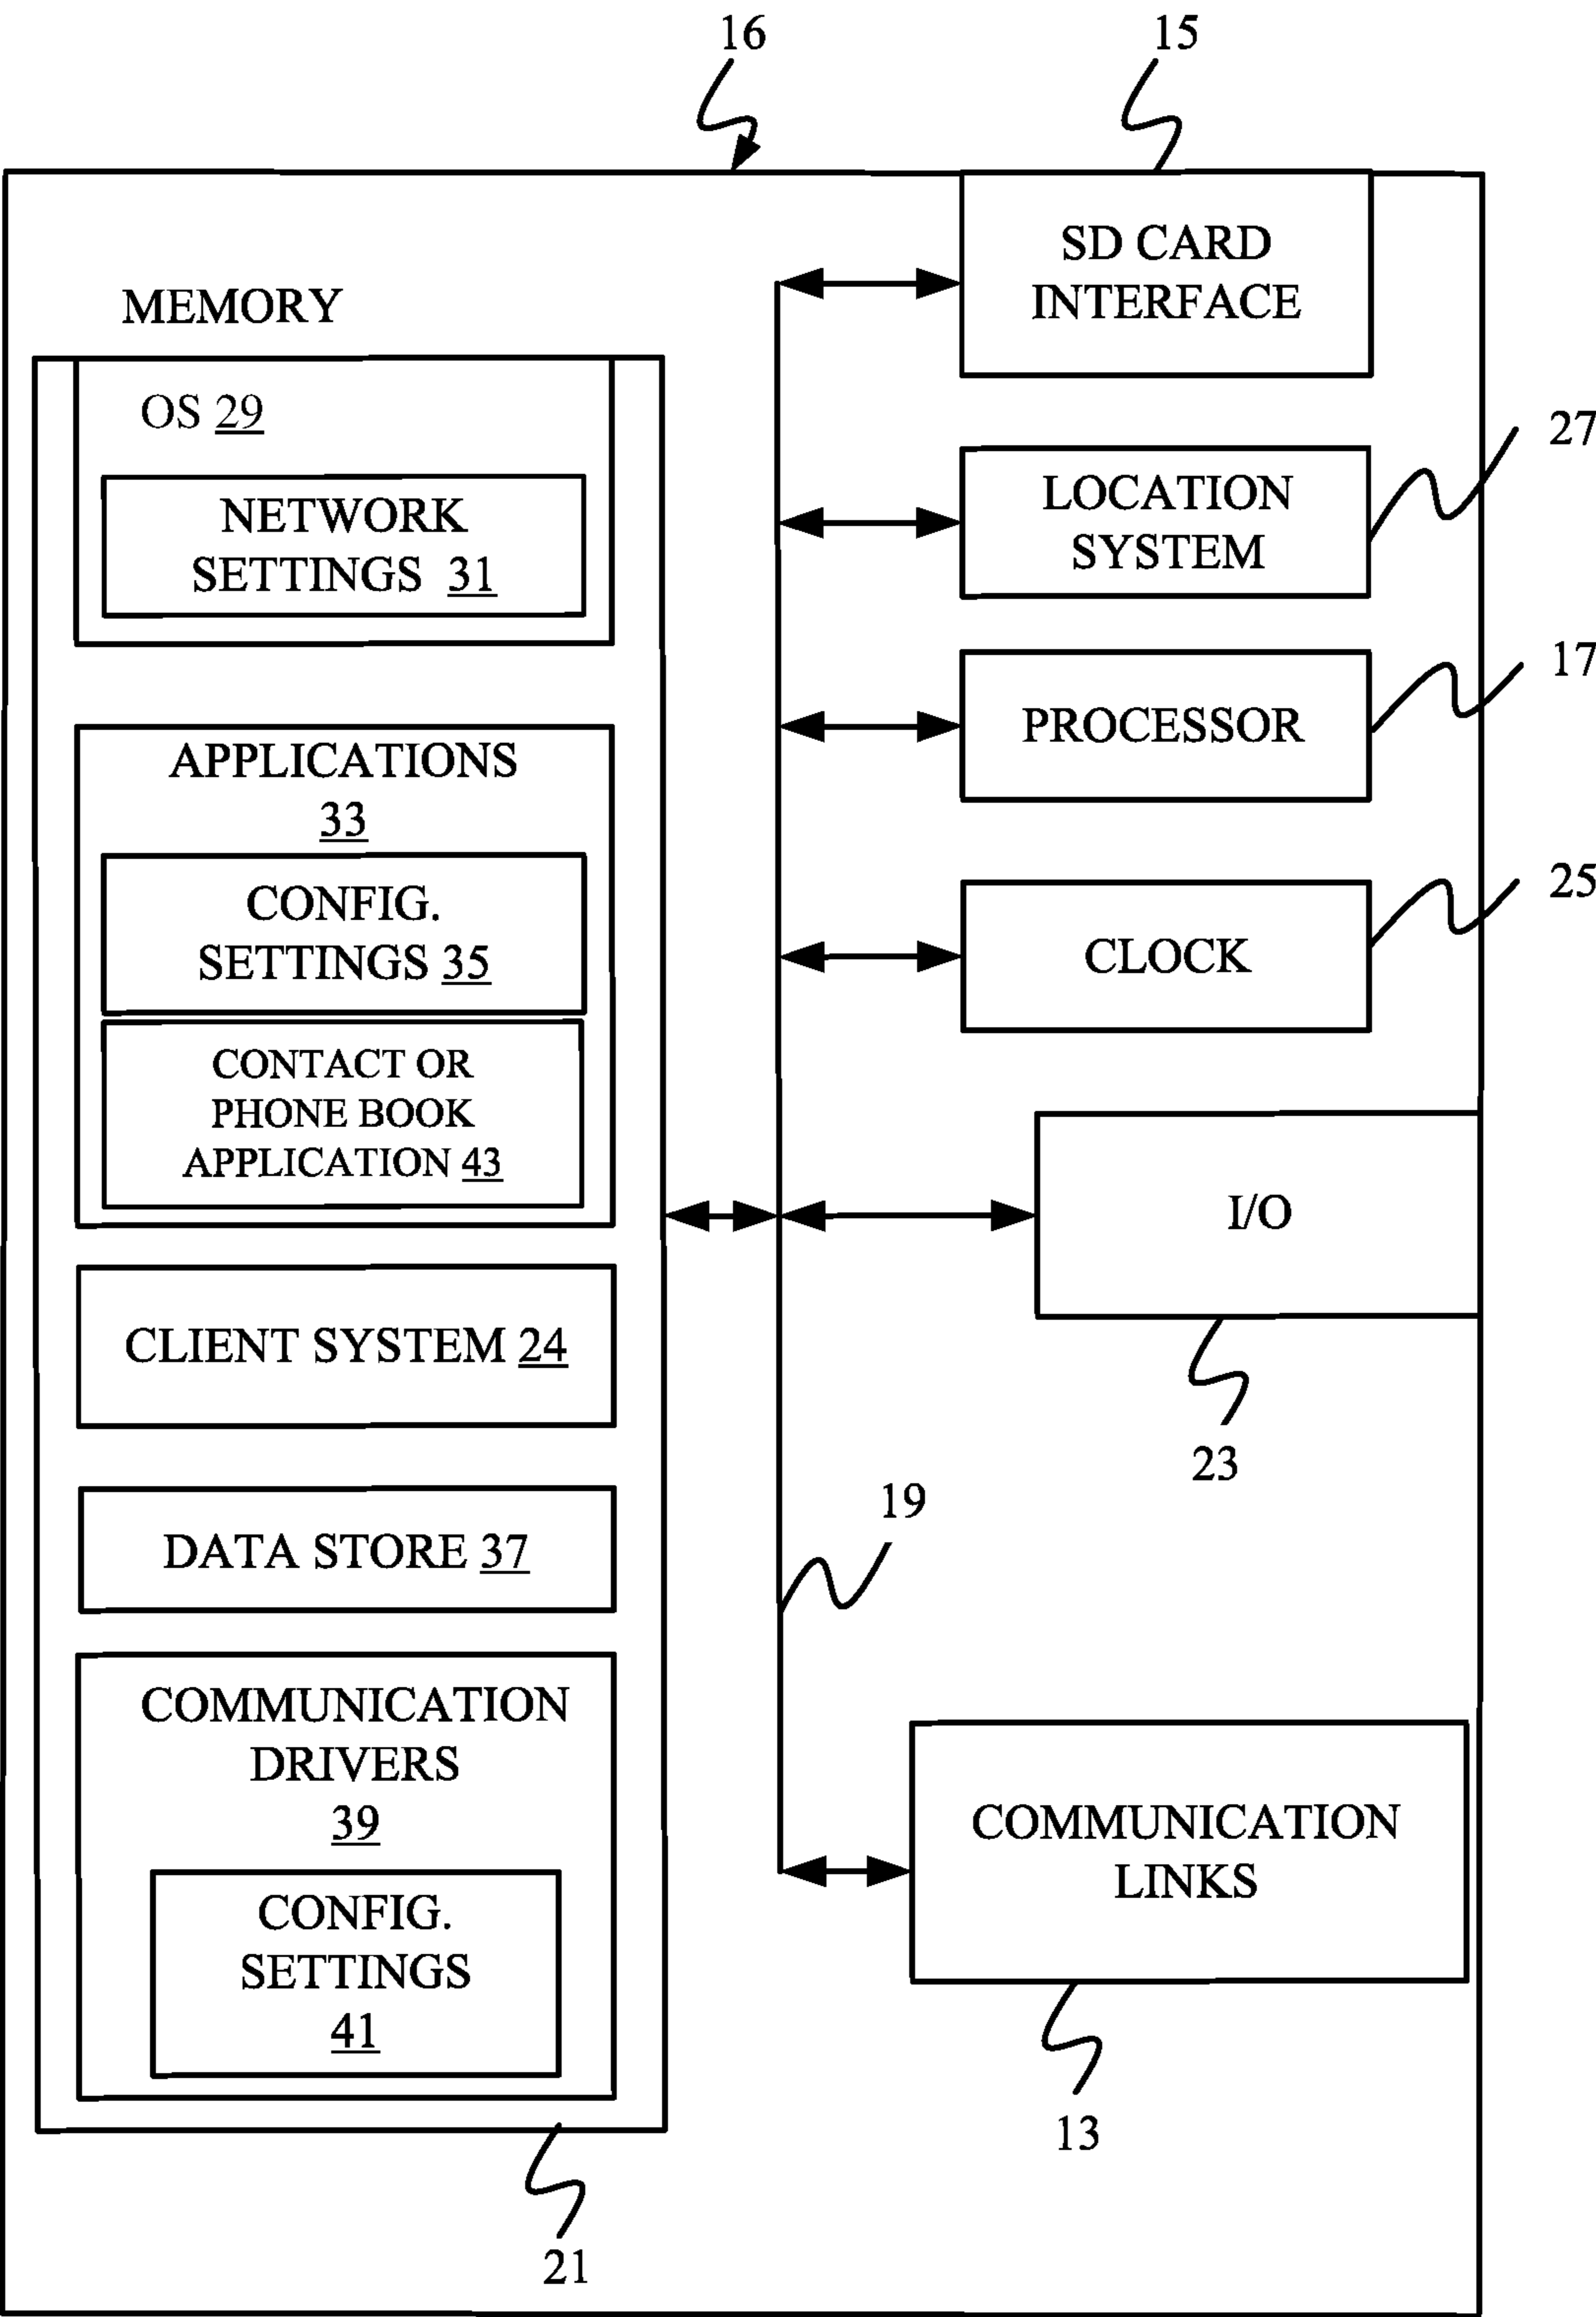 16
15
SD CARD
INTERFACE
MEMORY
OS 29
NETWORK
SETTINGS 31
APPLICATIONS
33
CONFIG.
SETTINGS 35
CONTACT OR
PHONE BOOK
APPLICATION 43
CLIENT SYSTEM 24
DATA STORE 37
COMMUNICATION
DRIVERS
39
CONFIG.
SETTINGS
41
21
27
LOCATION
SYSTEM
17
PROCESSOR
25
CLOCK
I/O
23
19
COMMUNICATION
LINKS
13